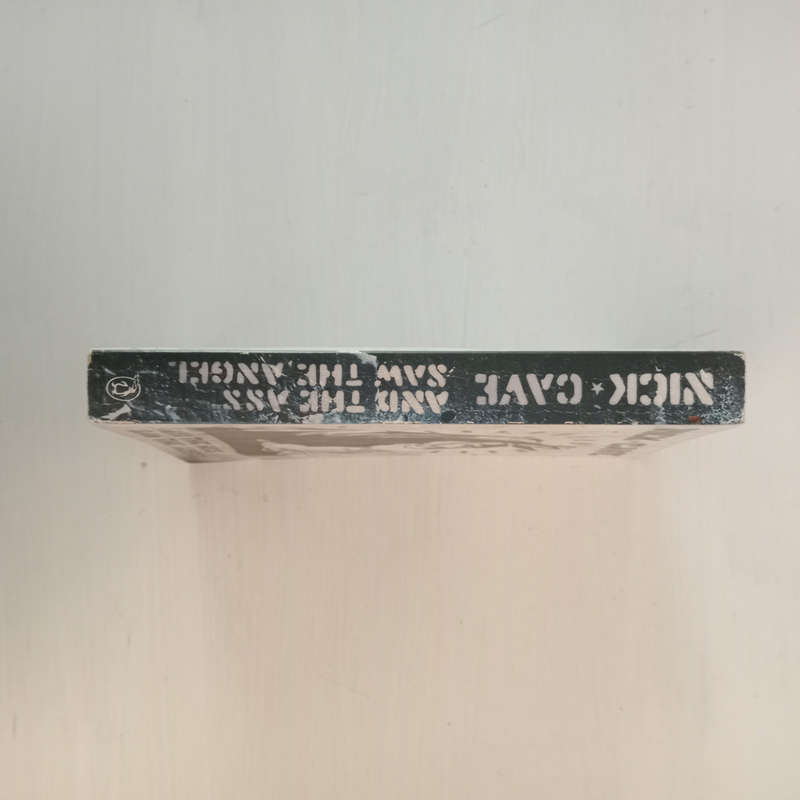 NICK ★ CAVE
AND THE ASS
SAW THE ANGEL